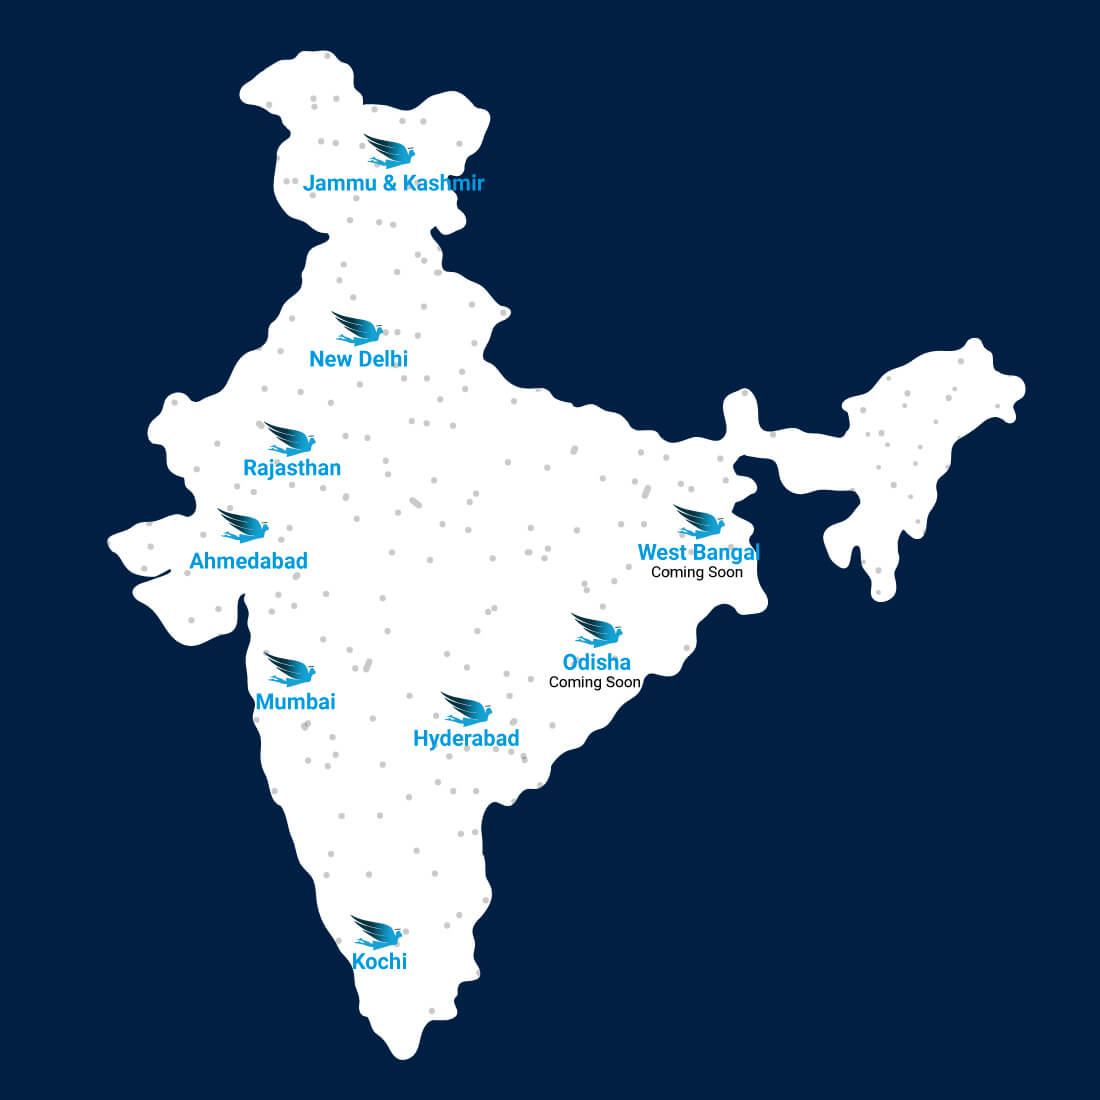 Jammu & Kashmir
New Delhi
Rajasthan
Ahmedabad
West Bangal
Coming Soon
Odisha
Coming Soon
Mumbai
Hyderabad
Kochi